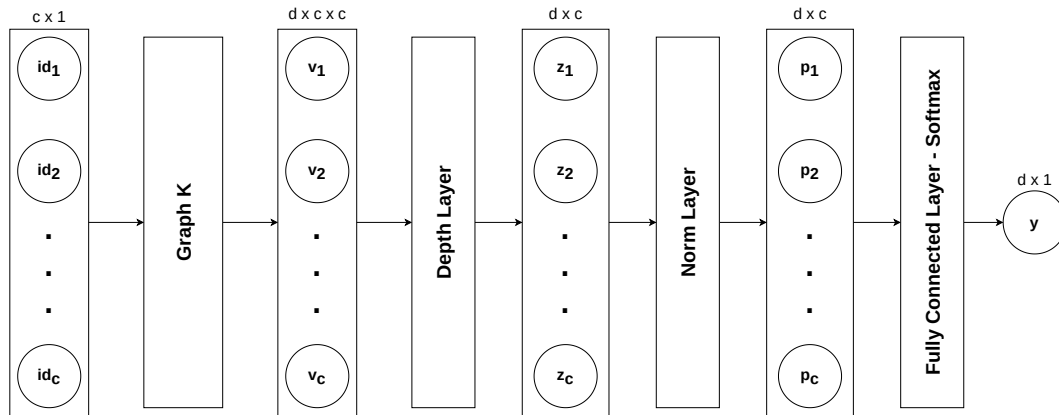 c x 1
id1
id2
.
.
.
idc
Graph K
d x c x c
v1
v2
.
.
.
vc
Depth Layer
d x c
z1
z2
.
.
.
zc
Norm Layer
d x c
p1
p2
.
.
.
pc
Fully Connected Layer - Softmax
d x 1
y